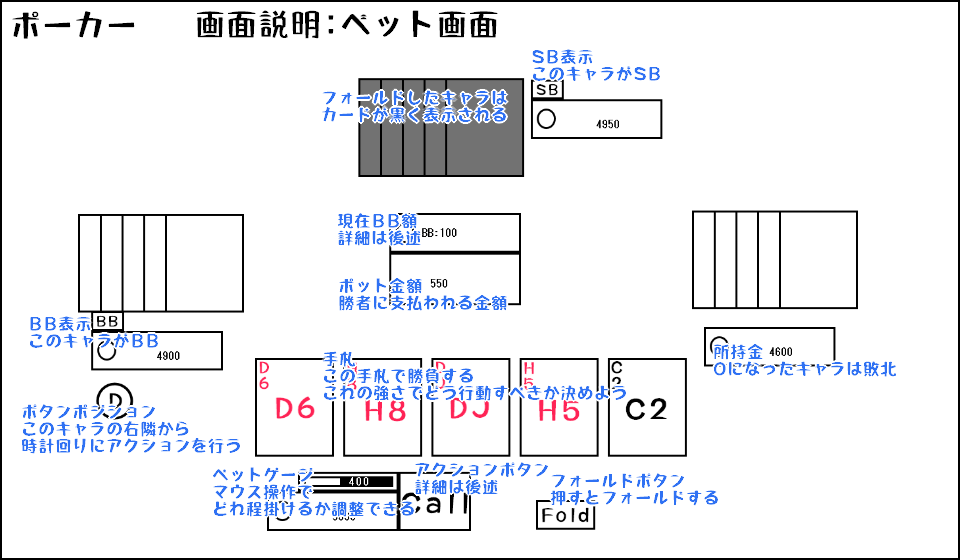 ポーカー　画面説明:ベット画面
SB表示
このキャラがSB
SB
4950
フォールドしたキャラは
カードが黒く表示される
現在BB額
詳細は後述
BB:100
ポット金額
勝者に支払われる金額
550
BB表示
このキャラがBB
BB
4900
所持金
0になったキャラは敗北
4600
D
ボタンポジション
このキャラの右隣から
時計回りにアクションを行う
手札
この手札で勝負する
これの強さでどう行動すべきか決めよう
D
6
D6
H8
DJ
H
5
H5
C
2
C2
ベットゲージ
マウス操作で
どれ程掛けるか調整できる
400
アクションボタン
詳細は後述
Call
フォールドボタン
押すとフォールドする
Fold